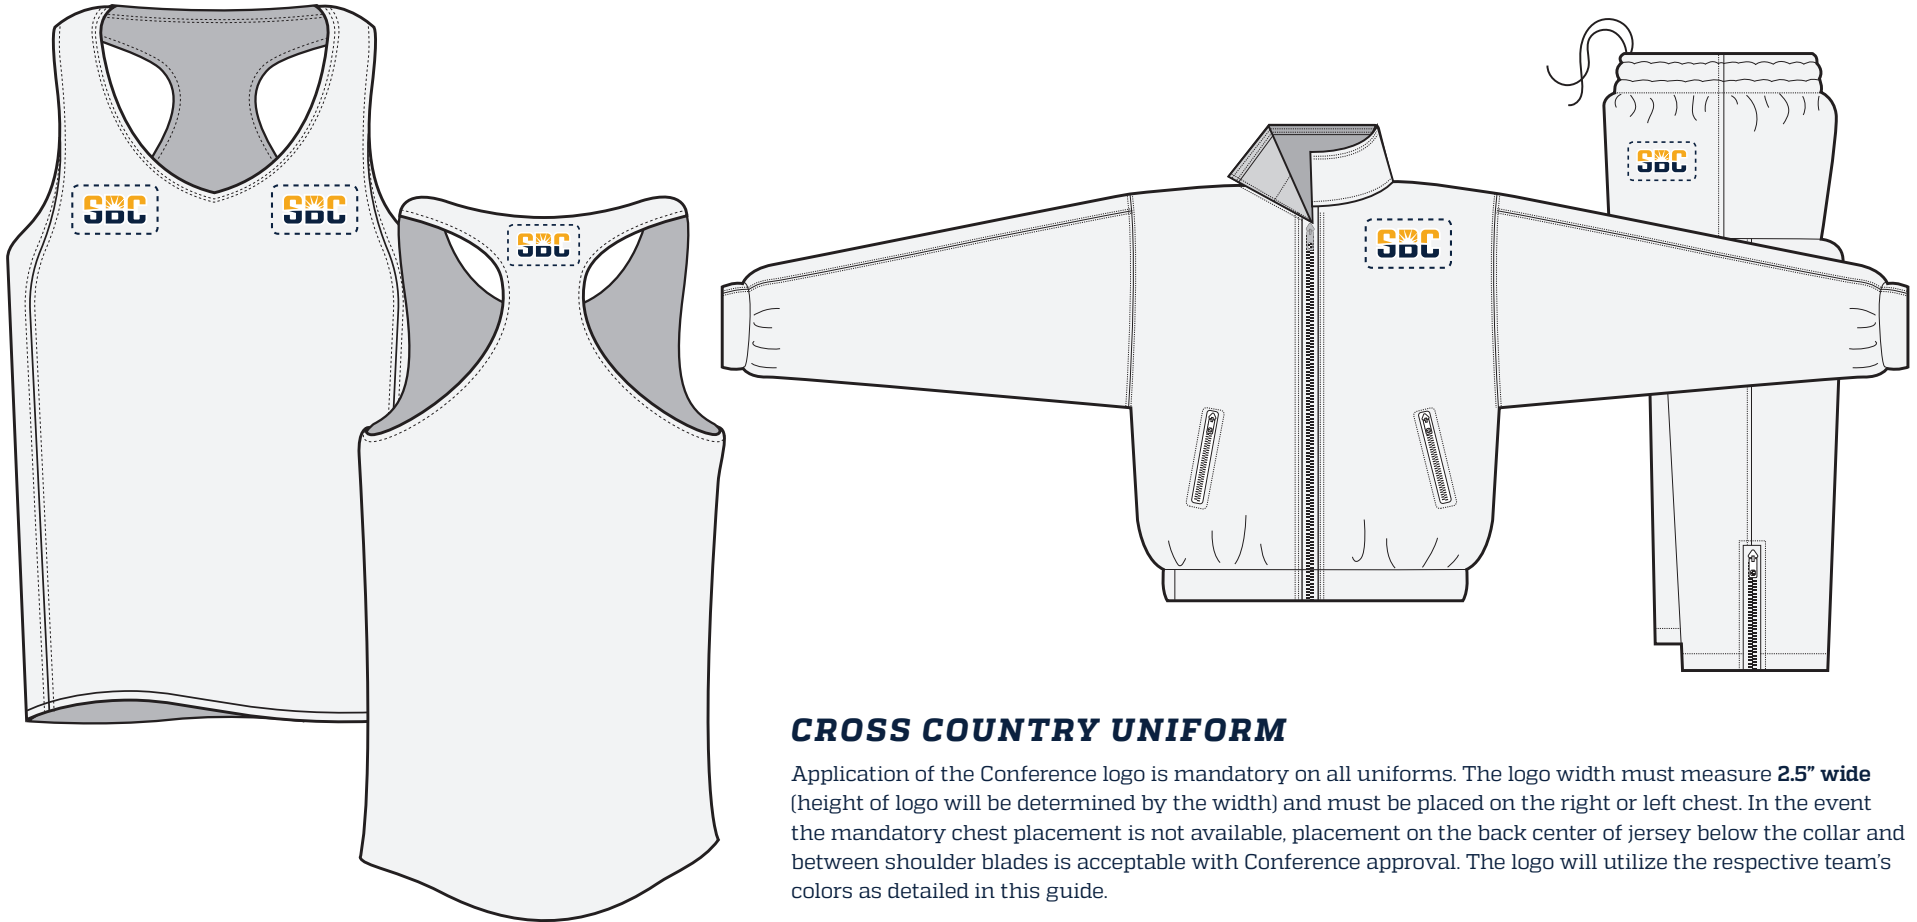 SBC
SBC
SBC
SBC
SBC
CROSS COUNTRY UNIFORM
Application of the Conference logo is mandatory on all uniforms. The logo width must measure 2.5” wide
(height of logo will be determined by the width) and must be placed on the right or left chest. In the event
the mandatory chest placement is not available, placement on the back center of jersey below the collar and
between shoulder blades is acceptable with Conference approval. The logo will utilize the respective team’s
colors as detailed in this guide.